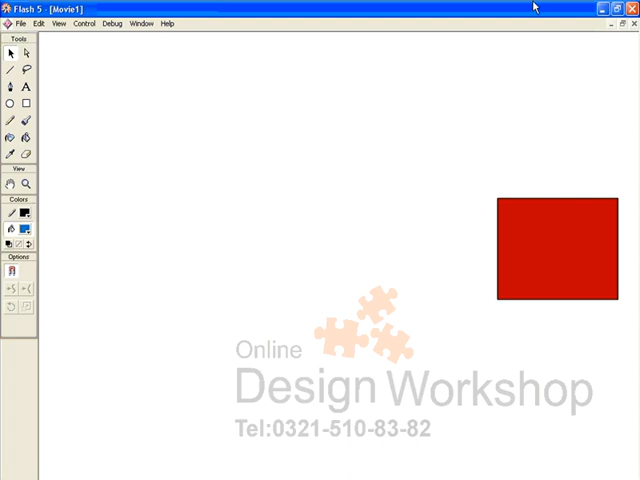 Flash 5 - [Movie1]
File Edit View Control Debug Window Help
Tools
A
View
Colors
Options
Online
Design Workshop
Tel:0321-510-83-82